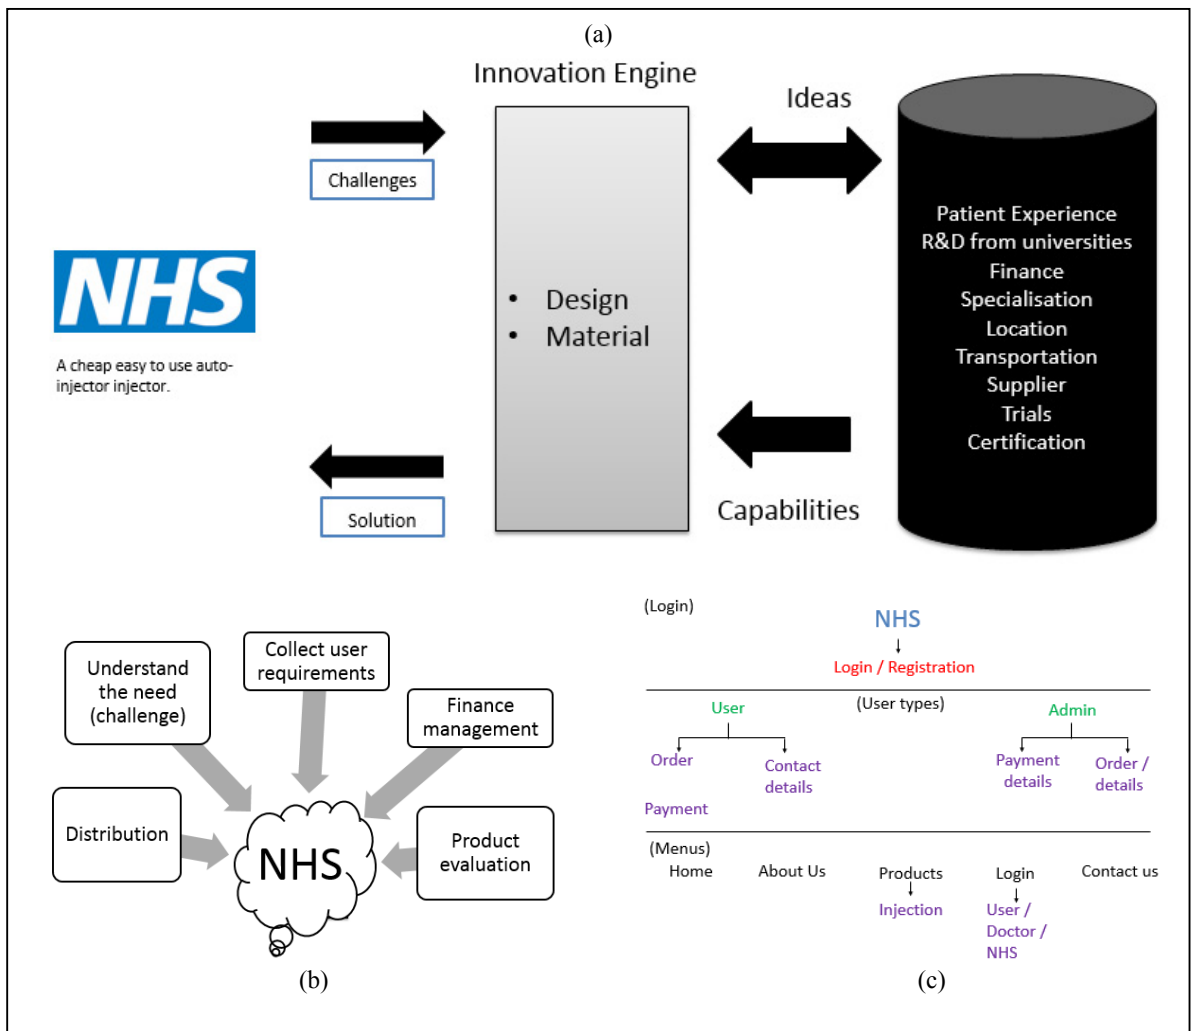 (a)
Innovation Engine
Ideas
Challenges
Patient Experience
R&D from universities
Finance
Specialisation
Location
Transportation
Supplier
Trials
Certification
NHS
• Design
• Material
A cheap easy to use auto-
injector injector.
Solution
Capabilities
Understand
the need
(challenge)
Collect user
requirements
Finance
management
Distribution
NHS
Product
evaluation
(b)
(Login)
NHS
Login / Registration
(User types)
User
Admin
Order
Contact
details
Payment
details
Order /
details
Payment
(Menus)
Home
About Us
Products
Login
Contact us
Injection
User /
Doctor /
NHS
(c)